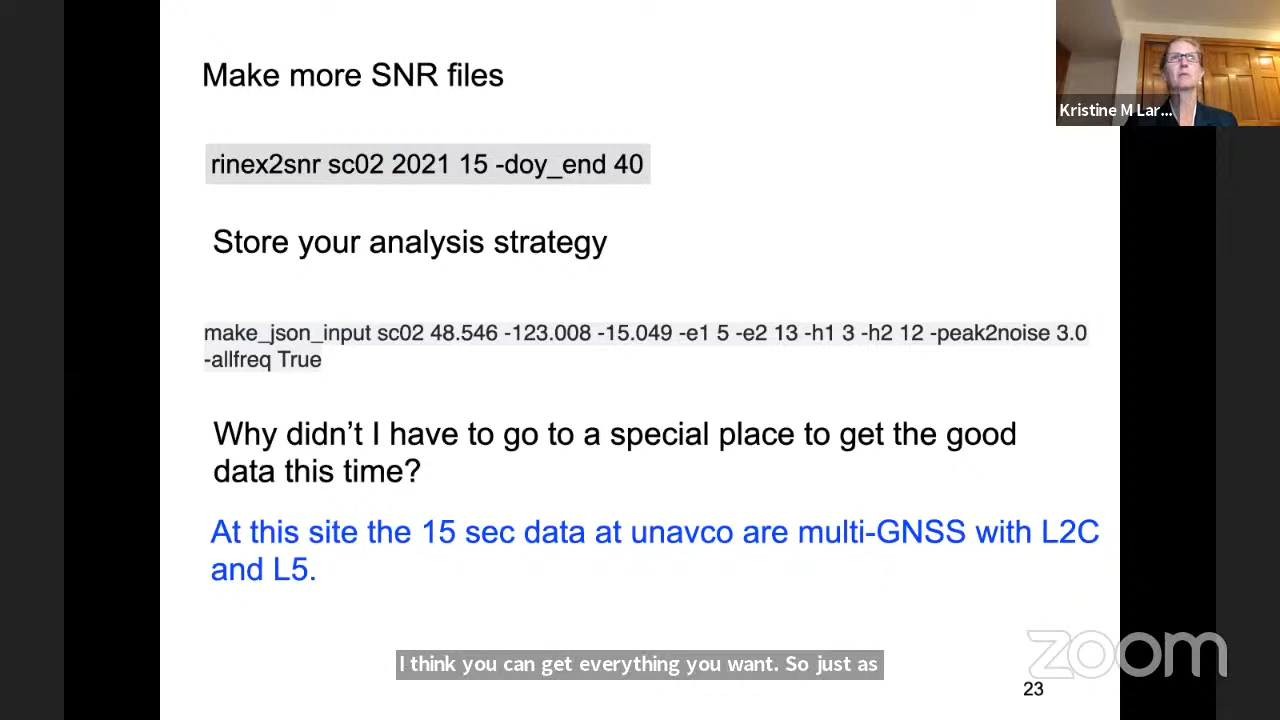 Make more SNR files
Kristine M Lar...
rinex2snr sc02 2021 15 -doy_end 40
Store your analysis strategy
make_json_input sc02 48.546 -123.008 -15.049 -e1 5 -e2 13 -h1 3 -h2 12 -peak2noise 3.0
-allfreq True
Why didn’t I have to go to a special place to get the good
data this time?
At this site the 15 sec data at unavco are multi-GNSS with L2C
and L5.
I think you can get everything you want. So just as
zoom
23